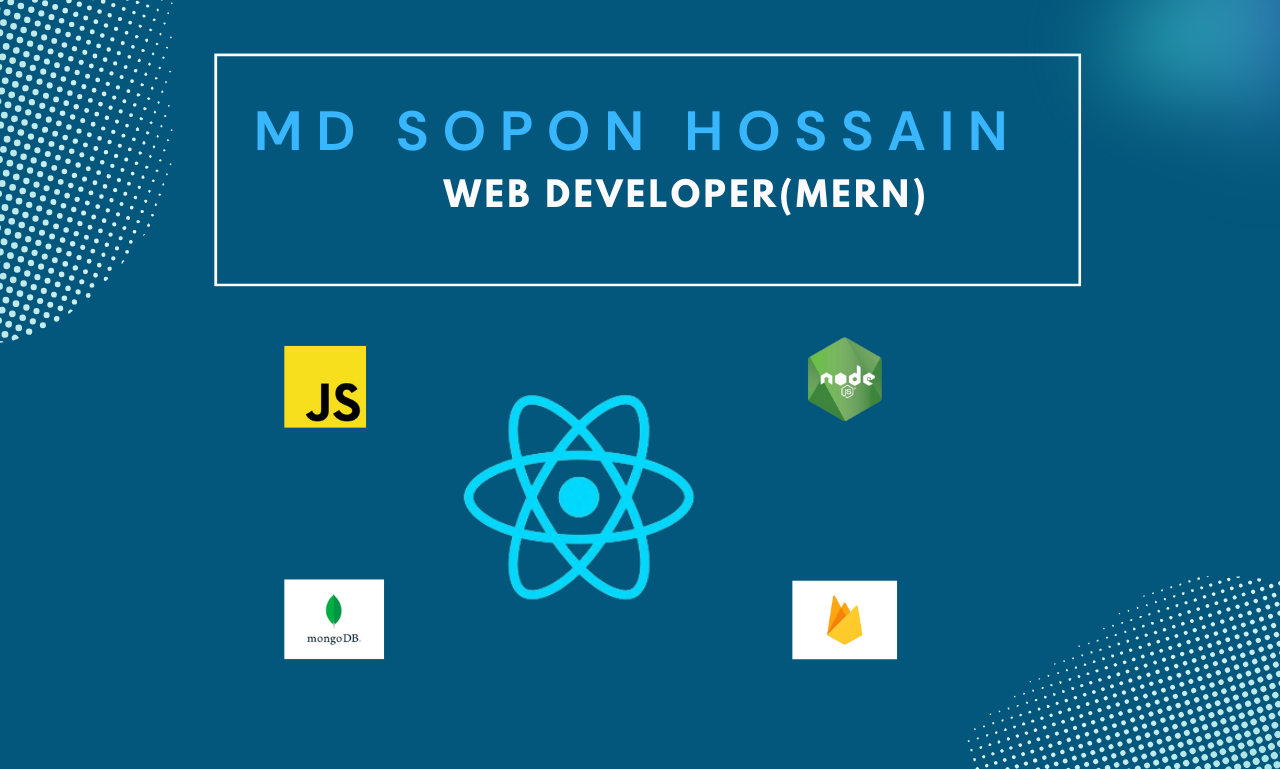 MD SOPON HOSSAIN
WEB DEVELOPER(MERN)
JS
node
JS
mongoDB.